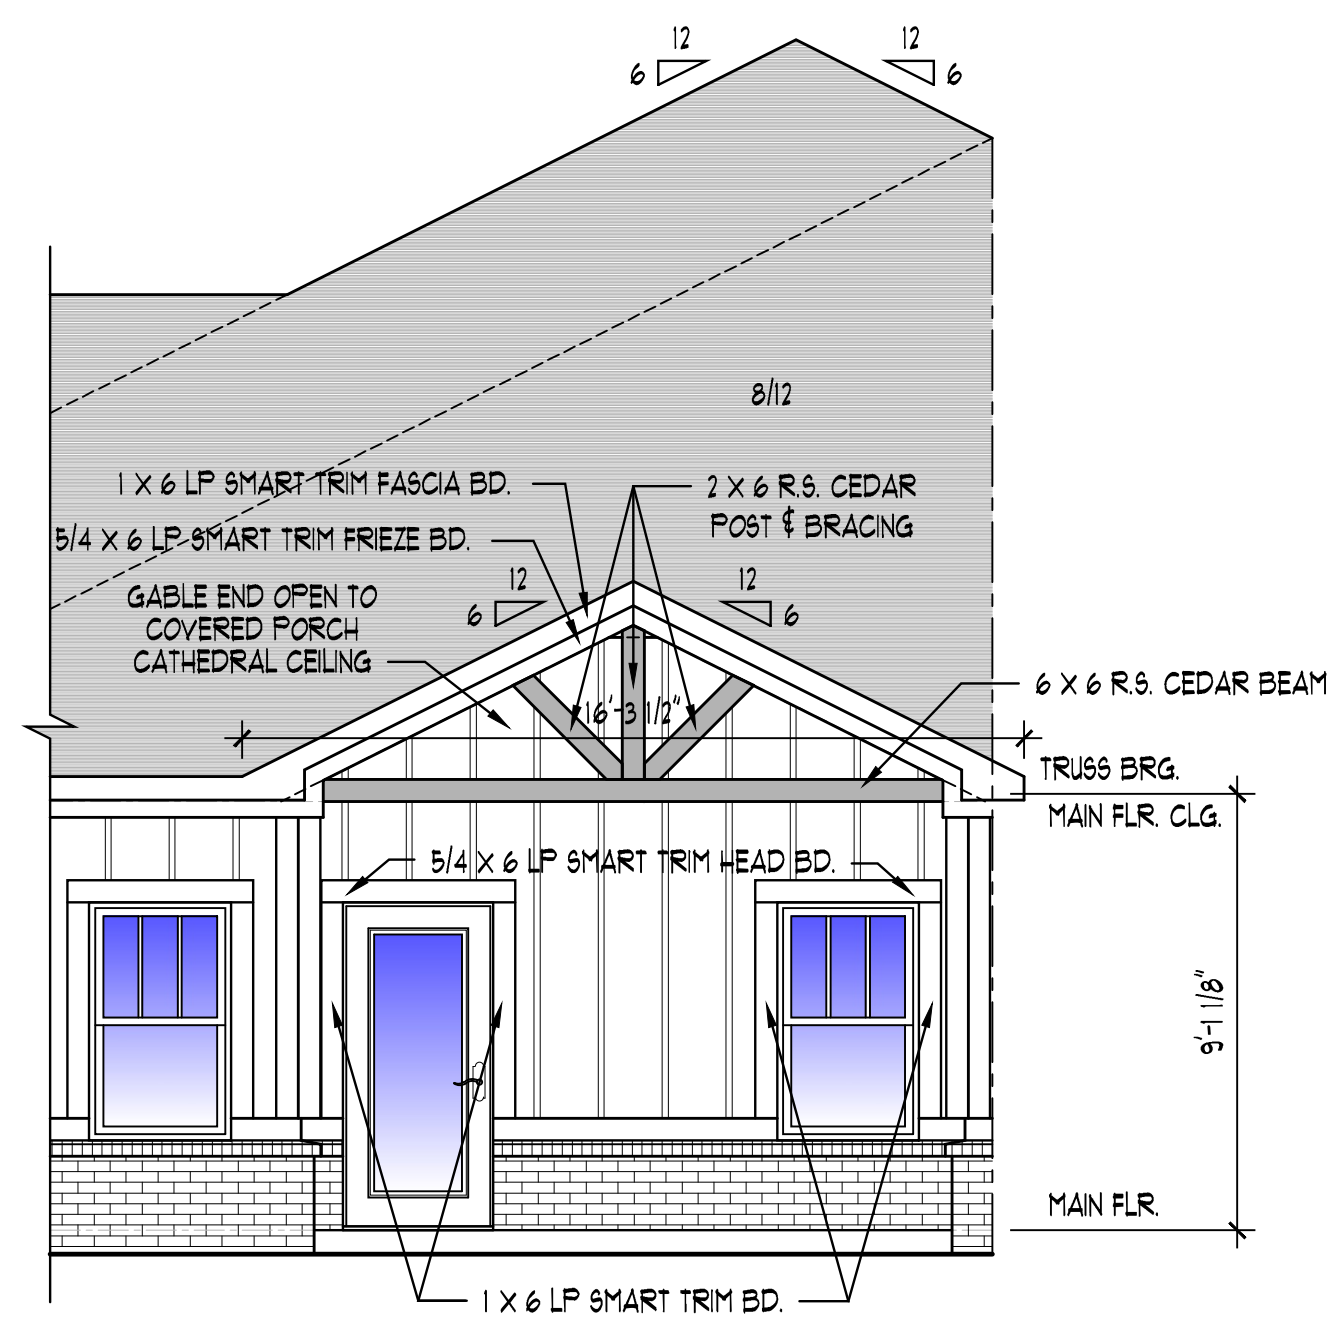 12
12
6
6
8/12
1 X 6 LP SMART TRIM FASCIA BD.
2 X 6 R.S. CEDAR
POST & BRACING
5/4 X 6 LP SMART TRIM FRIEZE BD.
12
12
6
6
GABLE END OPEN TO
COVERED PORCH
CATHEDRAL CEILING
6 X 6 R.S. CEDAR BEAM
16'-3 1/2"
TRUSS BRG.
MAIN FLR. CLG.
5/4 X 6 LP SMART TRIM HEAD BD.
9'-1 1/8"
MAIN FLR.
1 X 6 LP SMART TRIM BD.